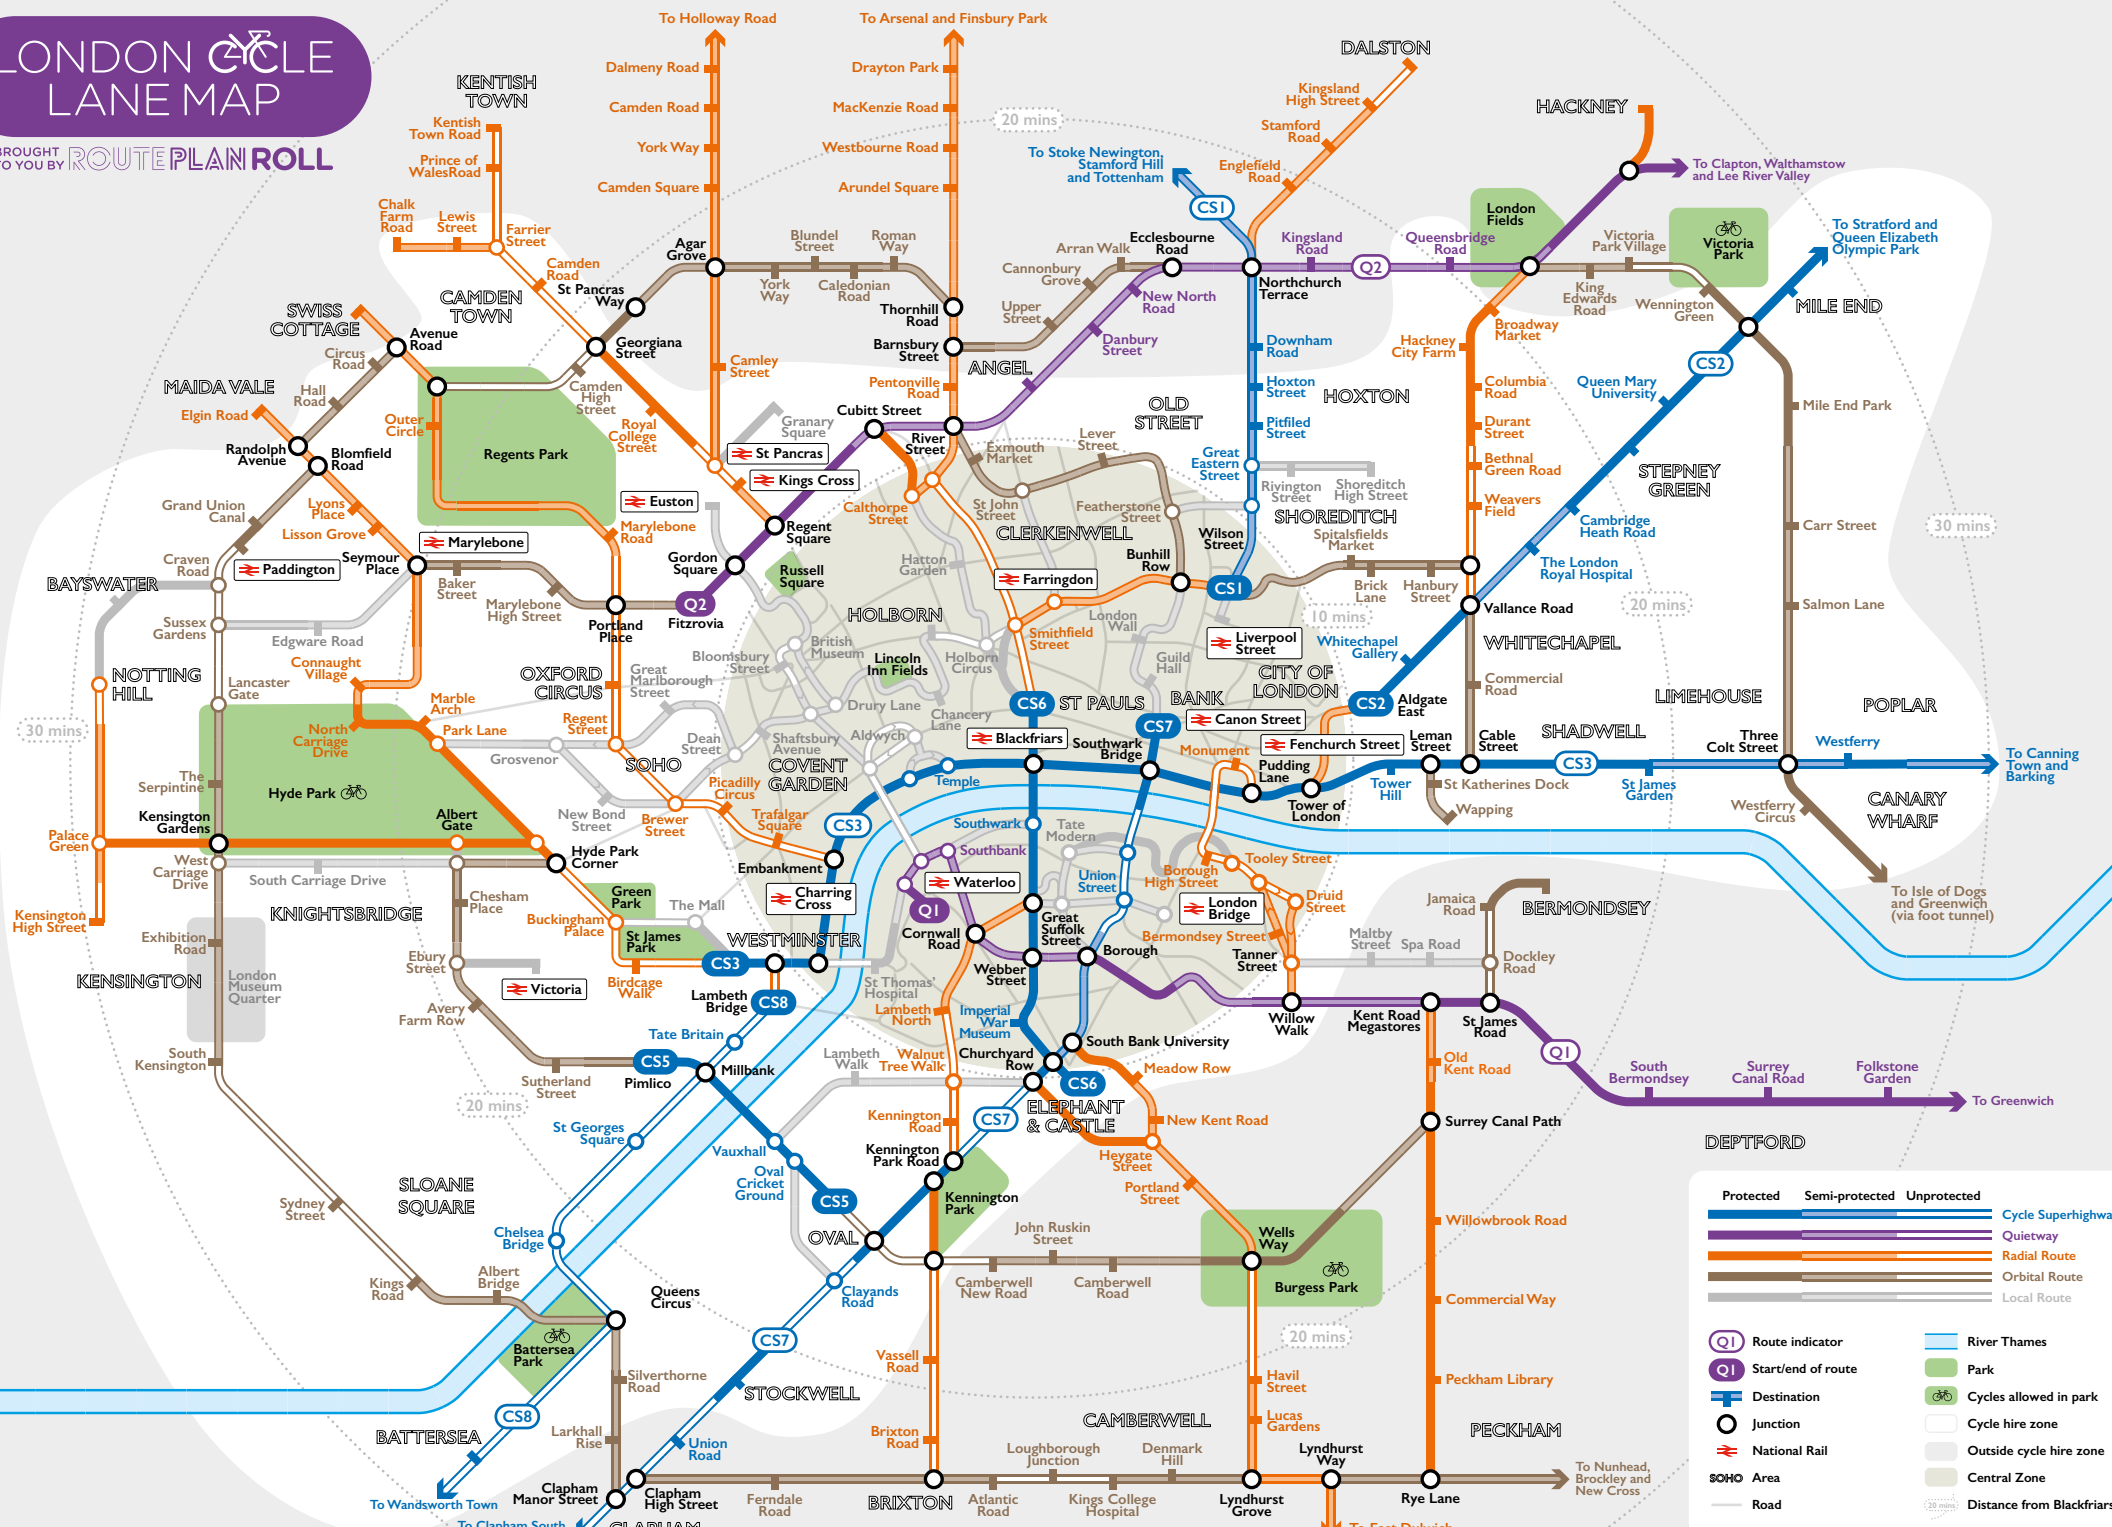 LONDON CYCLE
LANE MAP
BROUGHT
TO YOU BY ROUTEPLANROLL
To Holloway Road
To Arsenal and Finsbury Park
DALSTON
KENTISH
TOWN
Dalmeny Road
Drayton Park
Kingsland
High Street
HACKNEY
Camden Road
MacKenzie Road
20 mins
Kentish
Town Road
Stamford
Road
York Way
Westbourne Road
To Stoke Newington,
Stamford Hill
and Tottenham
Prince of
WalesRoad
Englefield
Road
To Clapton, Walthamstow
and Lee River Valley
Camden Square
Arundel Square
CS1
Chalk
Farm
Road
Lewis
Street
Farrier
Street
London
Fields
Victoria
Park
To Stratford and
Queen Elizabeth
Olympic Park
Agar
Grove
Blundel
Street
Roman
Way
Arran Walk
Ecclesbourne
Road
Kingsland
Road
Queensbridge
Road
Victoria
Park Village
Q2
Camden
Road
St Pancras
Way
York
Way
Caledonian
Road
Cannonbury
Grove
New North
Road
Northchurch
Terrace
King
Edwards
Road
Wennington
Green
MILE END
SWISS
COTTAGE
CAMDEN
TOWN
Thornhill
Road
Upper
Street
Broadway
Market
Avenue
Road
Georgiana
Street
Barnsbury
Street
Danbury
Street
Downham
Road
Hackney
City Farm
CS2
Circus
Road
Camley
Street
ANGEL
MAIDA VALE
Hall
Road
Camden
High
Street
Pentonville
Road
Hoxton
Street
HOXTON
Columbia
Road
Queen Mary
University
Mile End Park
Elgin Road
Outer
Circle
Royal
College
Street
Granary
Square
Cubitt Street
River
Street
OLD
STREET
Pitfiled
Street
Durant
Street
Randolph
Avenue
Blomfield
Road
Regents Park
St Pancras
Exmouth
Market
Lever
Street
Great
Eastern
Street
Bethnal
Green Road
STEPNEY
GREEN
Kings Cross
Rivington
Street
Shoreditch
High Street
Grand Union
Canal
Lyons
Place
Euston
Calthorpe
Street
St John
Street
Featherstone
Street
Weavers
Field
Cambridge
Heath Road
Carr Street
30 mins
Lisson Grove
Marylebone
Road
Regent
Square
CLERKENWELL
SHOREDITCH
Marylebone
Wilson
Street
Spitalsfields
Market
Craven
Road
Paddington
Seymour
Place
Gordon
Square
Hatton
Garden
Bunhill
Row
The London
Royal Hospital
BAYSWATER
Baker
Street
Russell
Square
Farringdon
CS1
Brick
Lane
Hanbury
Street
Marylebone
High Street
Q2
Fitzrovia
HOLBORN
London
Wall
10 mins
Vallance Road
20 mins
Salmon Lane
Sussex
Gardens
Edgware Road
Portland
Place
British
Museum
Smithfield
Street
Liverpool
Street
Whitechapel
Gallery
WHITECHAPEL
Connaught
Village
Bloomsbury
Street
Lincoln
Inn Fields
Holborn
Circus
Guild
Hall
CITY OF
LONDON
NOTTING
HILL
Lancaster
Gate
OXFORD
CIRCUS
Great
Marlborough
Street
Commercial
Road
LIMEHOUSE
Marble
Arch
Drury Lane
Chancery
Lane
CS6
ST PAULS
BANK
CS2
Aldgate
East
POPLAR
30 mins
North
Carriage
Drive
Park Lane
Regent
Street
Dean
Street
Shaftsbury
Avenue
Aldwych
Blackfriars
CS7
Canon Street
Southwark
Bridge
Fenchurch Street
Leman
Street
Cable
Street
SHADWELL
Three
Colt Street
Westferry
Grosvenor
SOHO
COVENT
GARDEN
Monument
Pudding
Lane
CS3
To Canning
Town and
Barking
The
Serpintine
Hyde Park
Picadilly
Circus
Temple
Tower of
London
Tower
Hill
St Katherines Dock
St James
Garden
New Bond
Street
Brewer
Street
Trafalgar
Square
CS3
Southwark
Tate
Modern
Wapping
Westferry
Circus
CANARY
WHARF
Kensington
Gardens
Albert
Gate
Palace
Green
Hyde Park
Corner
Embankment
Southbank
Tooley Street
West
Carriage
Drive
South Carriage Drive
Waterloo
Union
Street
Borough
High Street
Chesham
Place
Green
Park
Charring
Cross
Q1
London
Bridge
Druid
Street
Jamaica
Road
BERMONDSEY
To Isle of Dogs
and Greenwich
(via foot tunnel)
Kensington
High Street
KNIGHTSBRIDGE
Buckingham
Palace
The Mall
Great
Suffolk
Street
Exhibition
Road
St James
Park
WESTMINSTER
Cornwall
Road
Bermondsey Street
Maltby
Street
Spa Road
Ebury
Street
CS3
Webber
Street
Borough
Tanner
Street
Dockley
Road
KENSINGTON
London
Museum
Quarter
Victoria
Birdcage
Walk
St Thomas'
Hospital
Lambeth
Bridge
CS8
Avery
Farm Row
Lambeth
North
Imperial
War
Museum
Willow
Walk
Kent Road
Megastores
St James
Road
Tate Britain
South Bank University
Q1
South
Kensington
Lambeth
Walk
Walnut
Tree Walk
Churchyard
Row
Old
Kent Road
CS5
Pimlico
Millbank
Meadow Row
South
Bermondsey
Surrey
Canal Road
Folkstone
Garden
To Greenwich
Sutherland
Street
CS6
20 mins
ELEPHANT
& CASTLE
St Georges
Square
Kennington
Road
CS7
New Kent Road
Surrey Canal Path
Vauxhall
Kennington
Park Road
Heygate
Street
DEPTFORD
Oval
Cricket
Ground
Portland
Street
SLOANE
SQUARE
CS5
Kennington
Park
Sydney
Street
Protected
Semi-protected
Unprotected
Cycle Superhighwa
Chelsea
Bridge
OVAL
John Ruskin
Street
Wells
Way
Willowbrook Road
Quietway
Radial Route
Albert
Bridge
Kings
Road
Queens
Circus
Clayands
Road
Camberwell
New Road
Camberwell
Road
Burgess Park
Orbital Route
Commercial Way
Local Route
CS7
20 mins
Battersea
Park
Q1
Route indicator
River Thames
Vassell
Road
Q1
Start/end of route
Park
Silverthorne
Road
STOCKWELL
Havil
Street
Peckham Library
Destination
Cycles allowed in park
CS8
CAMBERWELL
Lucas
Gardens
Junction
Cycle hire zone
BATTERSEA
Larkhall
Rise
Union
Road
Brixton
Road
Loughborough
Junction
Denmark
Hill
Lyndhurst
Way
PECKHAM
National Rail
Outside cycle hire zone
SOHO
Area
Central Zone
Clapham
Manor Street
Clapham
High Street
Ferndale
Road
BRIXTON
Atlantic
Road
Kings College
Hospital
Lyndhurst
Grove
Rye Lane
To Nunhead,
Brockley and
New Cross
To Wandsworth Town
Road
20 mins
Distance from Blackfriars
To Clapham South
CLAPHAM
To East Dulwich